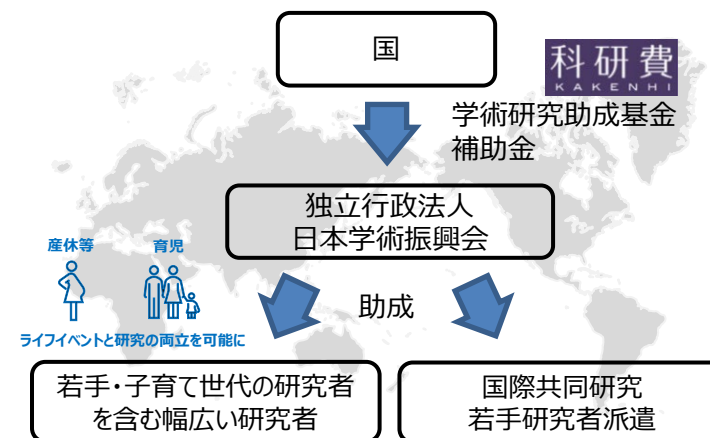 国
科研費
KAKENHI
学術研究助成基金
補助金
独立行政法人
日本学術振興会
産休等
育児
助成
ライフイベントと研究の両立を可能に
若手・子育て世代の研究者
を含む幅広い研究者
国際共同研究
若手研究者派遣